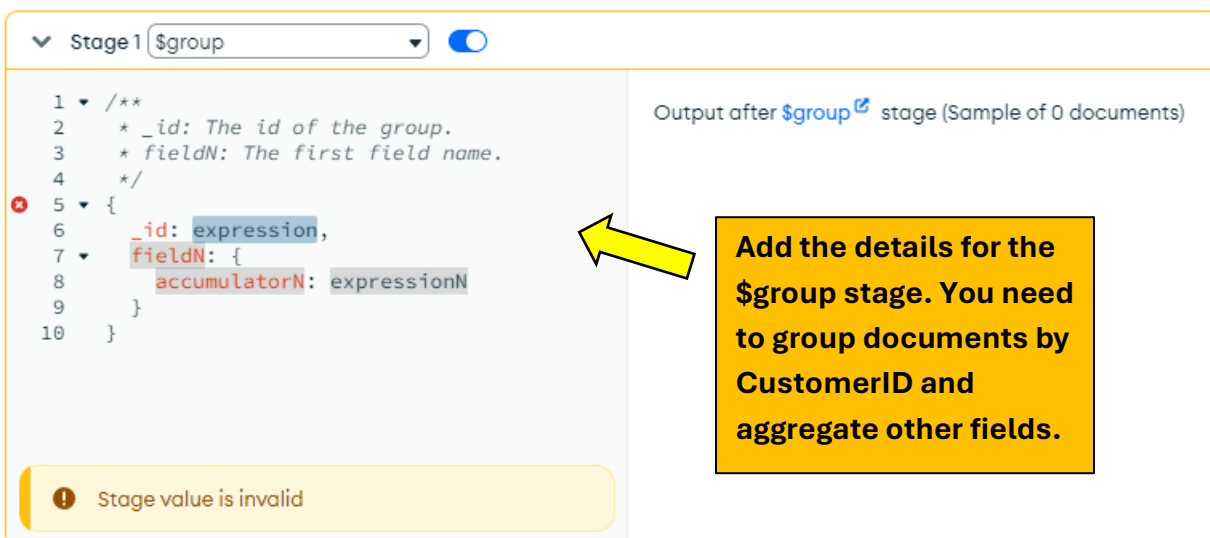 Stage 1 $group
1 /**
2 * _id: The id of the group.
3 * fieldN: The first field name.
4 */
5 {
6 _id: expression,
7 fieldN: {
8 accumulatorN: expressionN
9 }
10 }
Stage value is invalid
Output after $group stage (Sample of 0 documents)
Add the details for the
$group stage. You need
to group documents by
CustomerID and
aggregate other fields.